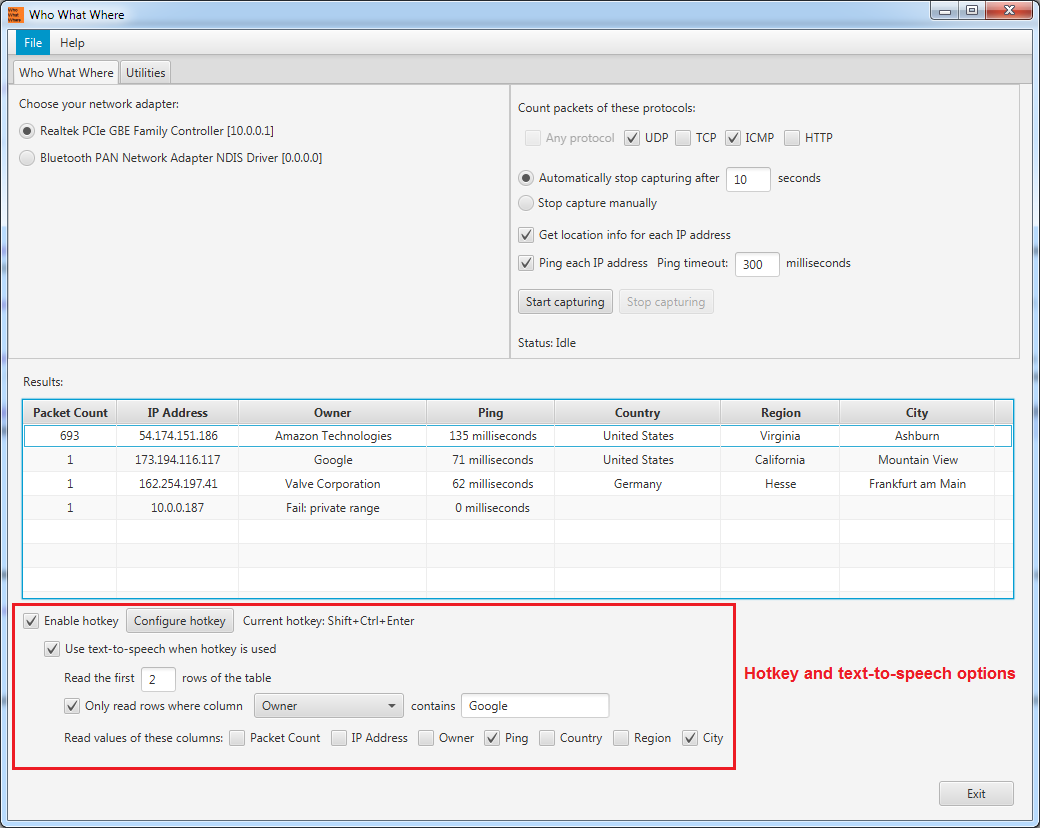 Who What Where
File Help
Who What Where Utilities
Choose your network adapter:
Realtek PCIe GBE Family Controller [10.0.0.1]
Bluetooth PAN Network Adapter NDIS Driver [0.0.0.0]
Count packets of these protocols:
Any protocol UDP TCP ICMP HTTP
Automatically stop capturing after 10 seconds
Stop capture manually
Get location info for each IP address
Ping each IP address Ping timeout: 300 milliseconds
Start capturing Stop capturing
Status: Idle
Results:
Packet Count IP Address Owner Ping Country Region City
693 54.174.151.186 Amazon Technologies 135 milliseconds United States Virginia Ashburn
1 173.194.116.117 Google 71 milliseconds United States California Mountain View
1 162.254.197.41 Valve Corporation 62 milliseconds Germany Hesse Frankfurt am Main
1 10.0.0.187 Fail: private range 0 milliseconds
Enable hotkey Configure hotkey Current hotkey: Shift+Ctrl+Enter
Use text-to-speech when hotkey is used
Read the first 2 rows of the table
Only read rows where column Owner contains Google
Read values of these columns: Packet Count IP Address Owner Ping Country Region City
Hotkey and text-to-speech options
Exit